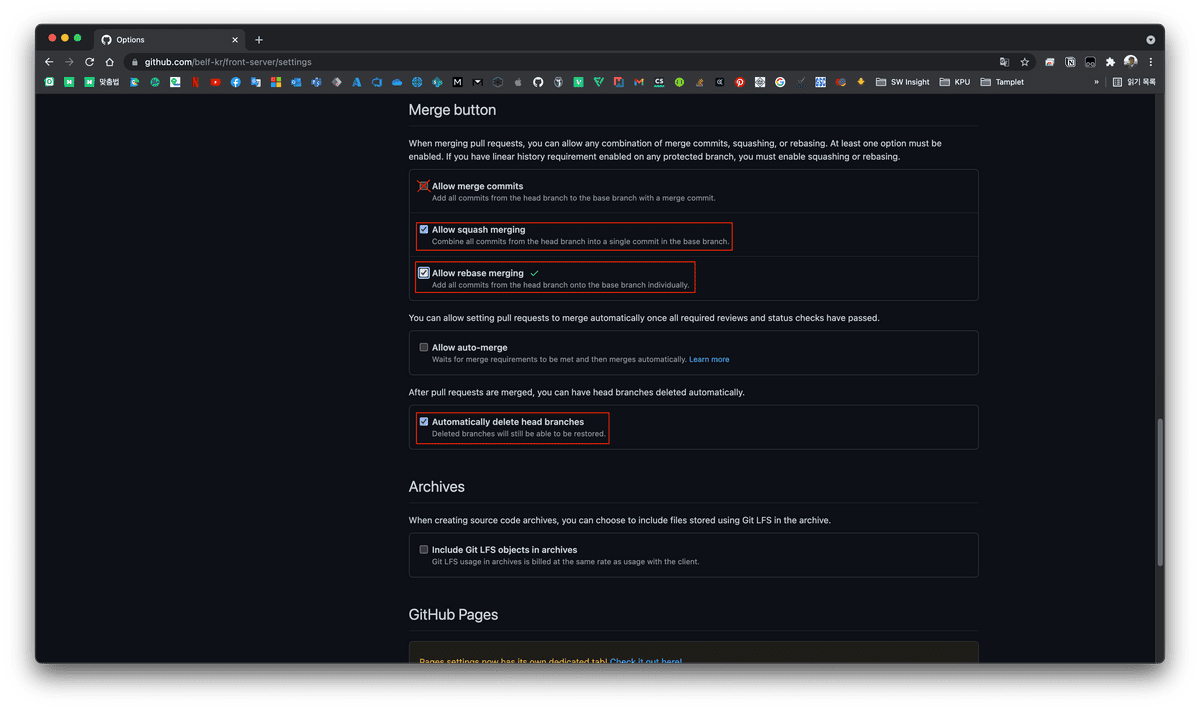 Options
github.com/belf-kr/front-server/settings
맞춤법
SW Insight
KPU
Tamplet
»
읽기 목록
Merge button
When merging pull requests, you can allow any combination of merge commits, squashing, or rebasing. At least one option must be
enabled. If you have linear history requirement enabled on any protected branch, you must enable squashing or rebasing.
Allow merge commits
Add all commits from the head branch to the base branch with a merge commit.
Allow squash merging
Combine all commits from the head branch into a single commit in the base branch.
Allow rebase merging
Add all commits from the head branch onto the base branch individually.
You can allow setting pull requests to merge automatically once all required reviews and status checks have passed.
Allow auto-merge
Waits for merge requirements to be met and then merges automatically. Learn more
After pull requests are merged, you can have head branches deleted automatically.
Automatically delete head branches
Deleted branches will still be able to be restored.
Archives
When creating source code archives, you can choose to include files stored using Git LFS in the archive.
Include Git LFS objects in archives
Git LFS usage in archives is billed at the same rate as usage with the client.
GitHub Pages
Pages settings now has its own dedicated tab! Check it out here!